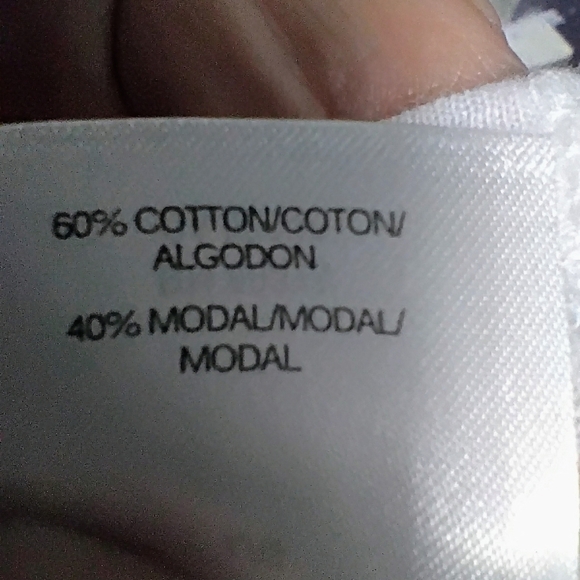 60% COTTON/COTON/
ALGODON
40% MODAL/MODAL/
MODAL